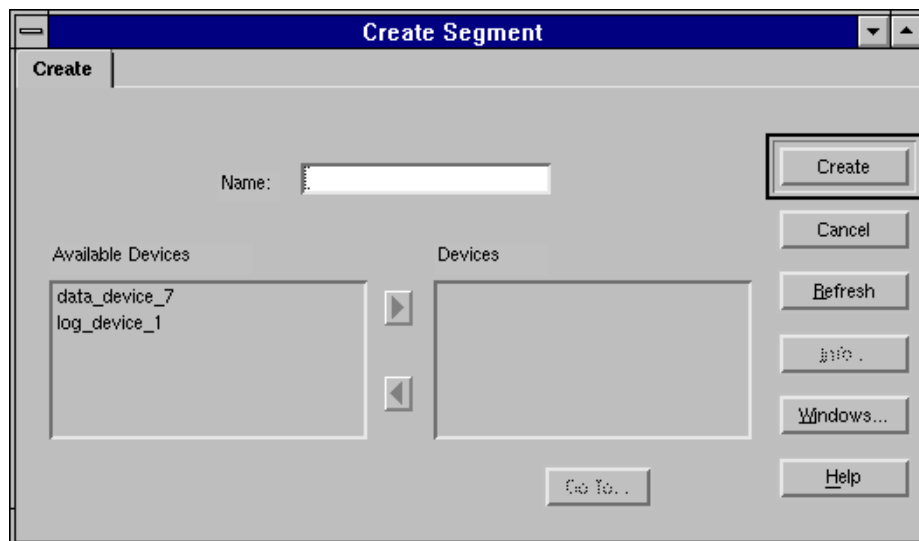 Create Segment
Create
Name:
Create
Cancel
Available Devices
Devices
data_device_7
log_device_1
Refresh
Info .
Windows...
Help
Go To. .